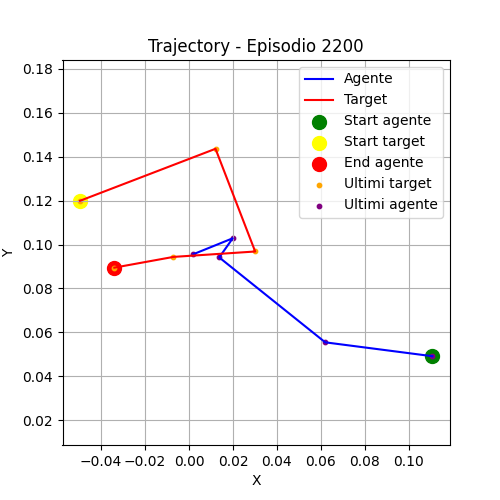 Trajectory - Episodio 2200
Agente
Target
Start agente
Start target
End agente
Ultimi target
Ultimi agente
0.18
0.16
0.14
0.12
0.10
0.08
0.06
0.04
0.02
Y
−0.04 −0.02 0.00 0.02 0.04 0.06 0.08 0.10
X